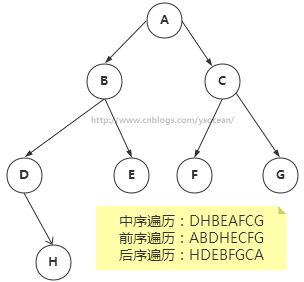 A
B
C
http://www.cnblogs.com/ysocean/
D
E
F
G
H
中序遍历：DHBEAFCG
前序遍历：ABDHECFG
后序遍历：HDEBFGCA